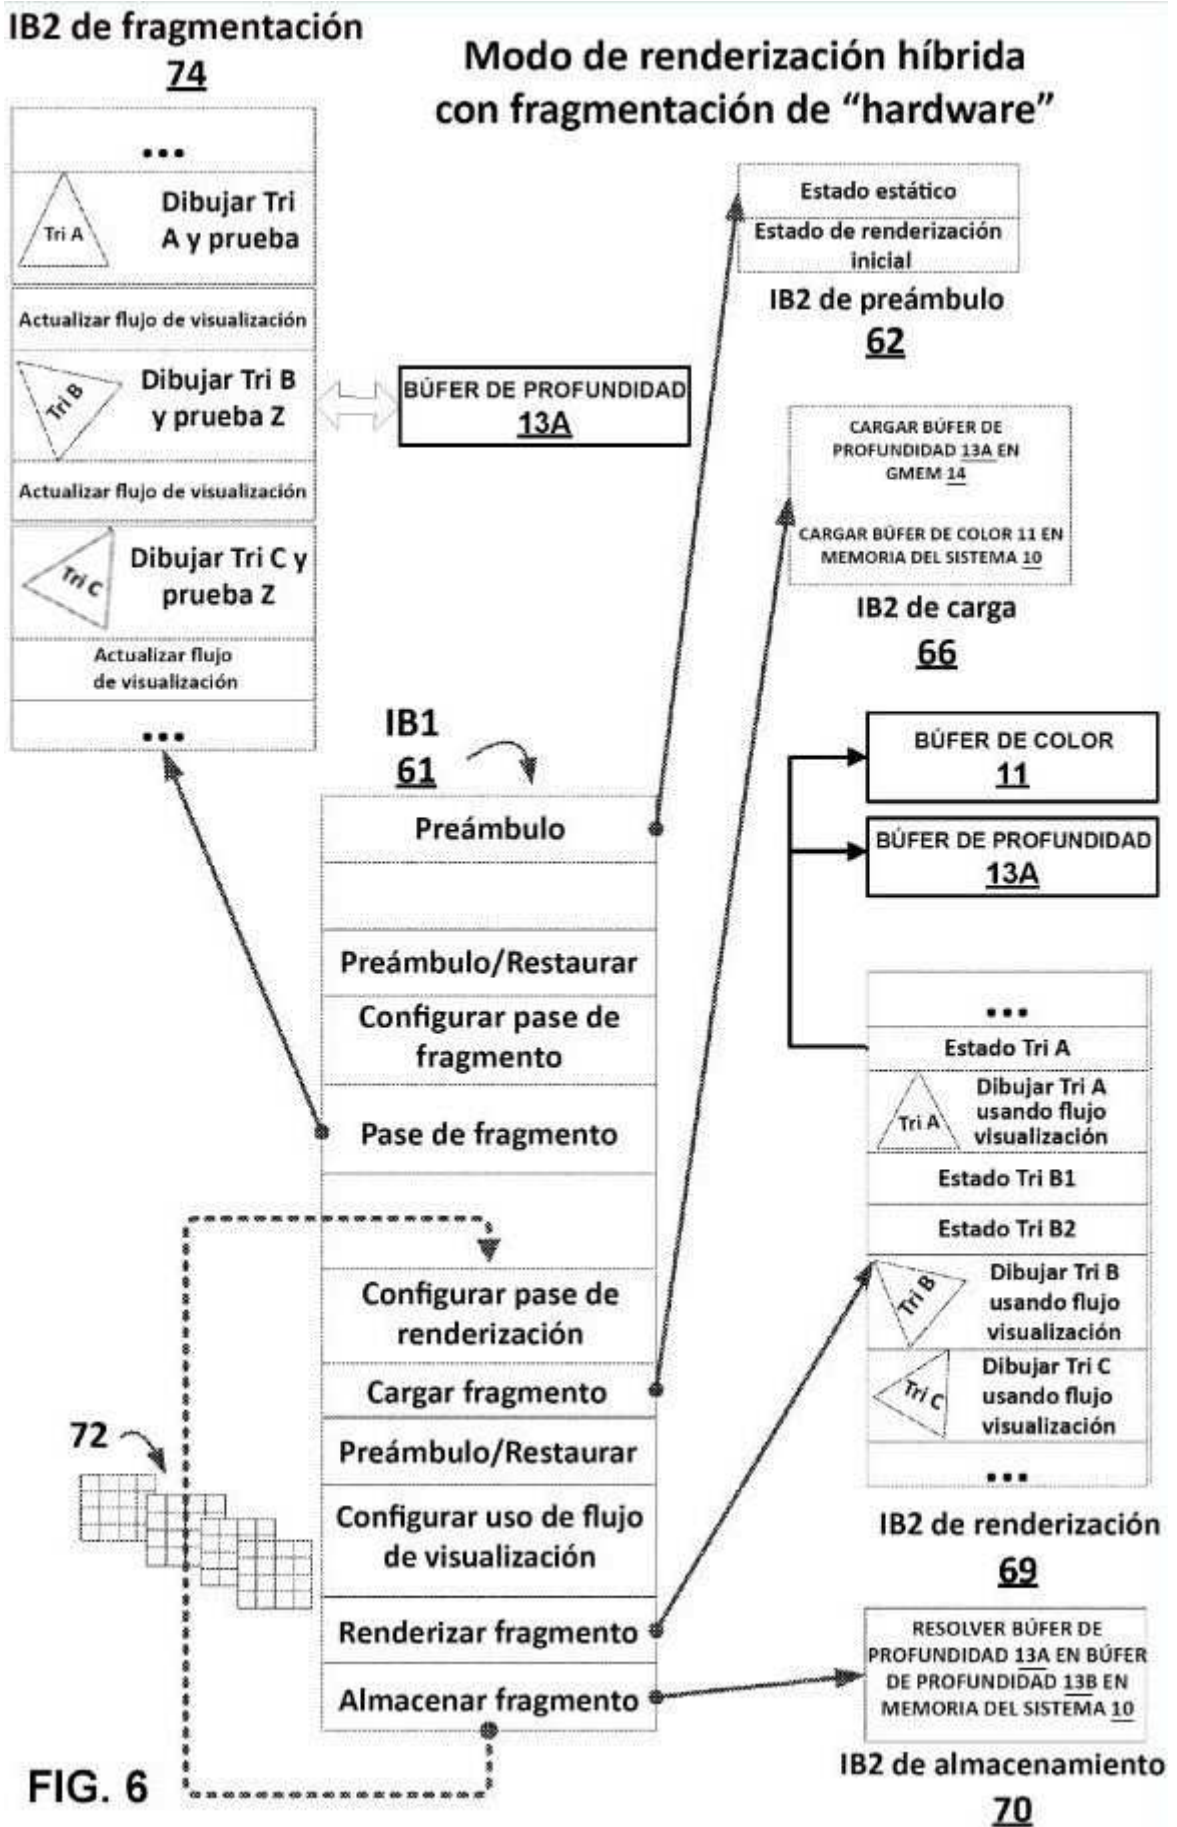 IB2 de fragmentación
74
Modo de renderización híbrida
con fragmentación de “hardware”
...
Tri A
Dibujar Tri
A y prueba
Actualizar flujo de visualización
Tri B
Dibujar Tri B
y prueba Z
Actualizar flujo de visualización
Tri C
Dibujar Tri C y
prueba Z
Actualizar flujo
de visualización
...
BÚFER DE PROFUNDIDAD
13A
Estado estático
Estado de renderización
inicial
IB2 de preámbulo
62
CARGAR BÚFER DE
PROFUNDIDAD 13A EN
GMEM 14
CARGAR BÚFER DE COLOR 11 EN
MEMORIA DEL SISTEMA 10
IB2 de carga
66
IB1
61
Preámbulo
Preámbulo/Restaurar
Configurar pase de
fragmento
Pase de fragmento
Configurar pase de
renderización
Cargar fragmento
Preámbulo/Restaurar
Configurar uso de flujo
de visualización
Renderizar fragmento
Almacenar fragmento
72
BÚFER DE COLOR
11
BÚFER DE PROFUNDIDAD
13A
...
Estado Tri A
Tri A
Dibujar Tri A
usando flujo
visualización
Estado Tri B1
Estado Tri B2
Tri B
Dibujar Tri B
usando flujo
visualización
Tri C
Dibujar Tri C
usando flujo
visualización
...
IB2 de renderización
69
RESOLVER BÚFER DE
PROFUNDIDAD 13A EN BÚFER
DE PROFUNDIDAD 13B EN
MEMORIA DEL SISTEMA 10
IB2 de almacenamiento
70
FIG. 6